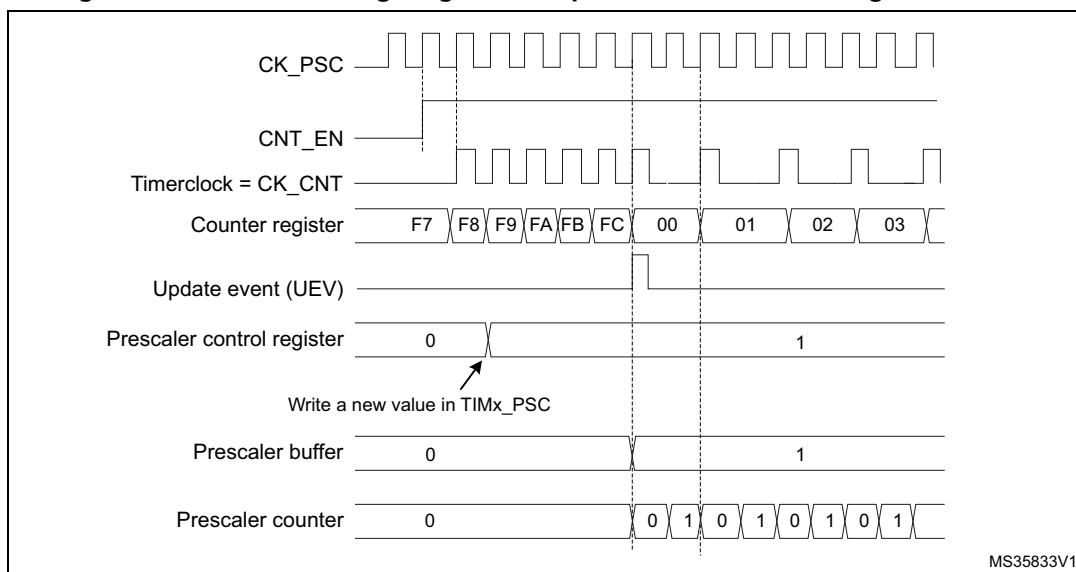 CK_PSC
CNT_EN
Timerclock = CK_CNT
Counter register F7 F8 F9 FA FB FC 00 01 02 03
Update event (UEV)
Prescaler control register 0 1
Write a new value in TIMx_PSC
Prescaler buffer 0 1
Prescaler counter 0 0 1 0 1 0 1 0 1
MS35833V1